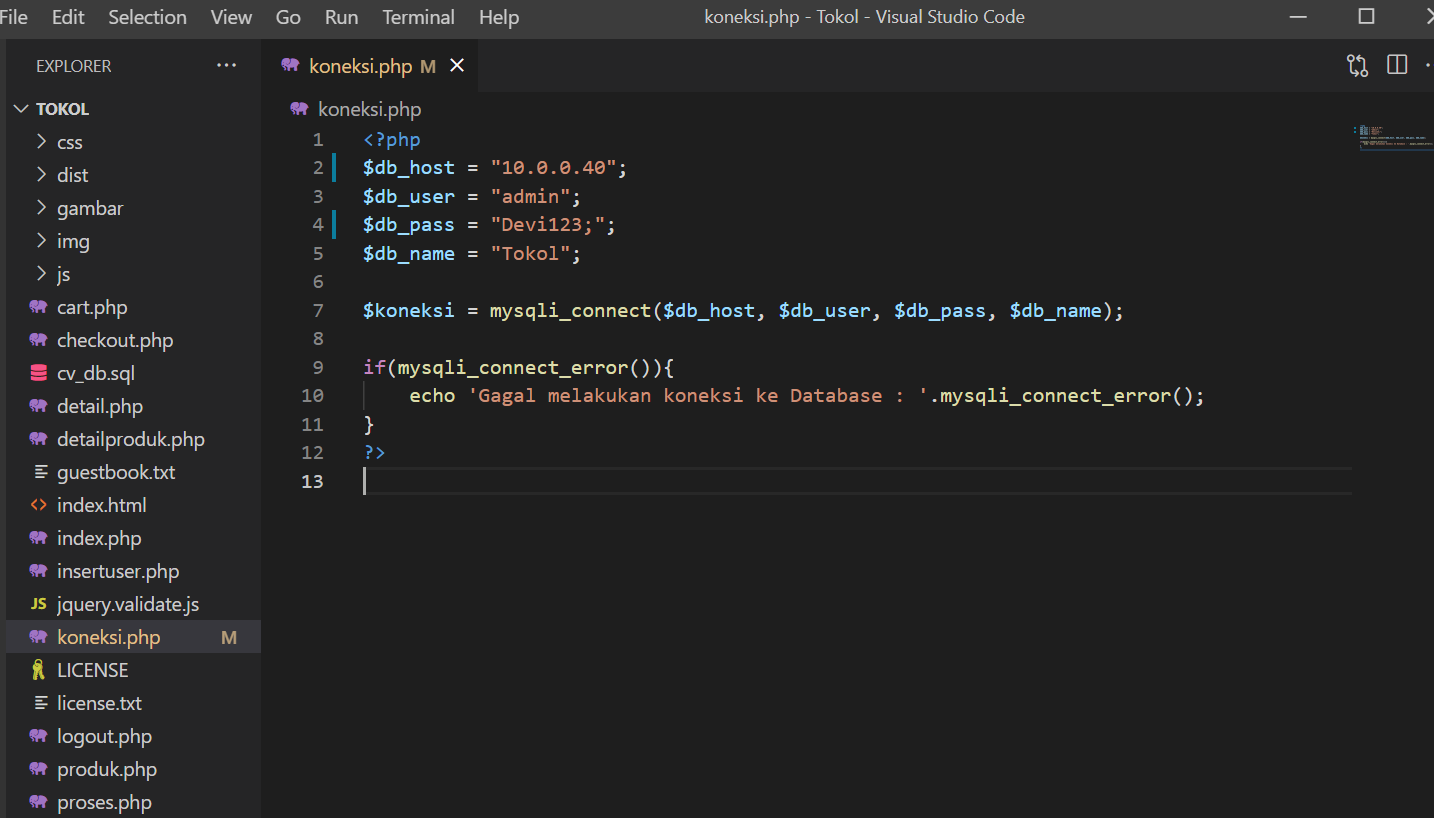 File Edit Selection View Go Run Terminal Help koneksi.php - Tokol - Visual Studio Code
EXPLORER ...
TOKOL
css
dist
gambar
img
js
cart.php
checkout.php
cv_db.sql
detail.php
detailproduk.php
guestbook.txt
index.html
index.php
insertuser.php
JS jquery.validate.js
koneksi.php M
LICENSE
license.txt
logout.php
produk.php
proses.php
koneksi.php M
koneksi.php
1 <?php
2 $db_host = "10.0.0.40";
3 $db_user = "admin";
4 $db_pass = "Devi123;";
5 $db_name = "Tokol";
6
7 $koneksi = mysqli_connect($db_host, $db_user, $db_pass, $db_name);
8
9 if(mysqli_connect_error()){
10 echo 'Gagal melakukan koneksi ke Database : '.mysqli_connect_error();
11 }
12 ?>
13